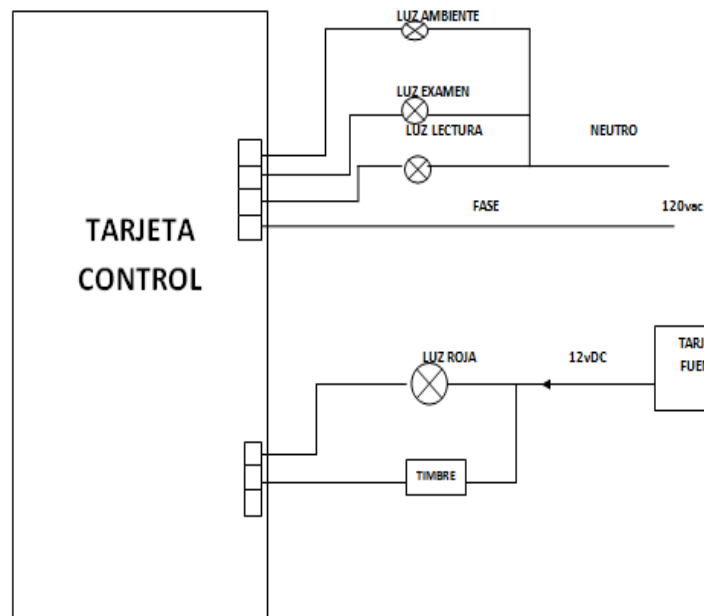 LUZ AMBIENTE
LUZ EXAMEN
LUZ LECTURA
NEUTRO
FASE
120vac
TARJETA
CONTROL
LUZ ROJA
12vDC
TIMBRE